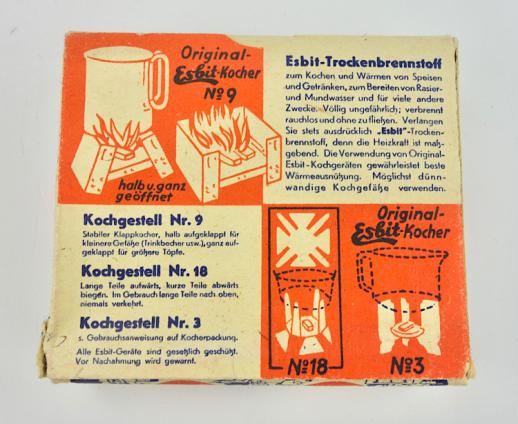 Original-
Esbit-Kocher
No 9
halb u. ganz
geöffnet
Esbit-Trockenbrennstoff
zum Kochen und Wärmen von Speisen
und Getränken, zum Bereiten von Rasier-
und Mundwasser und für viele andere
Zwecke. Völlig ungefährlich; verbrennt
rauchlos und ohne zu fließen. Verlangen
Sie stets ausdrücklich „Esbit"-Trocken-
brennstoff, denn die Heizkraft ist maß-
gebend. Die Verwendung von Original-
Esbit-Kochgeräten gewährleistet beste
Wärmeausnützung. Möglichst dünn-
wandige Kochgefäße verwenden.
Kochgestell Nr. 9
Stabiler Klappkocher, halb aufgeklappt für
kleinere Gefäße (Trinkbecher usw.), ganz auf-
geklappt für größere Töpfe.
Kochgestell Nr. 18
Lange Teile aufwärts, kurze Teile abwärts
biegen. Im Gebrauch lange Teile nach oben,
niemals verkehrt.
Kochgestell Nr. 3
s. Gebrauchsanweisung auf Kocherpackung.
Alle Esbit-Geräte sind gesetzlich geschützt.
Vor Nachahmung wird gewarnt.
Original-
Esbit-Kocher
No 18
No 3